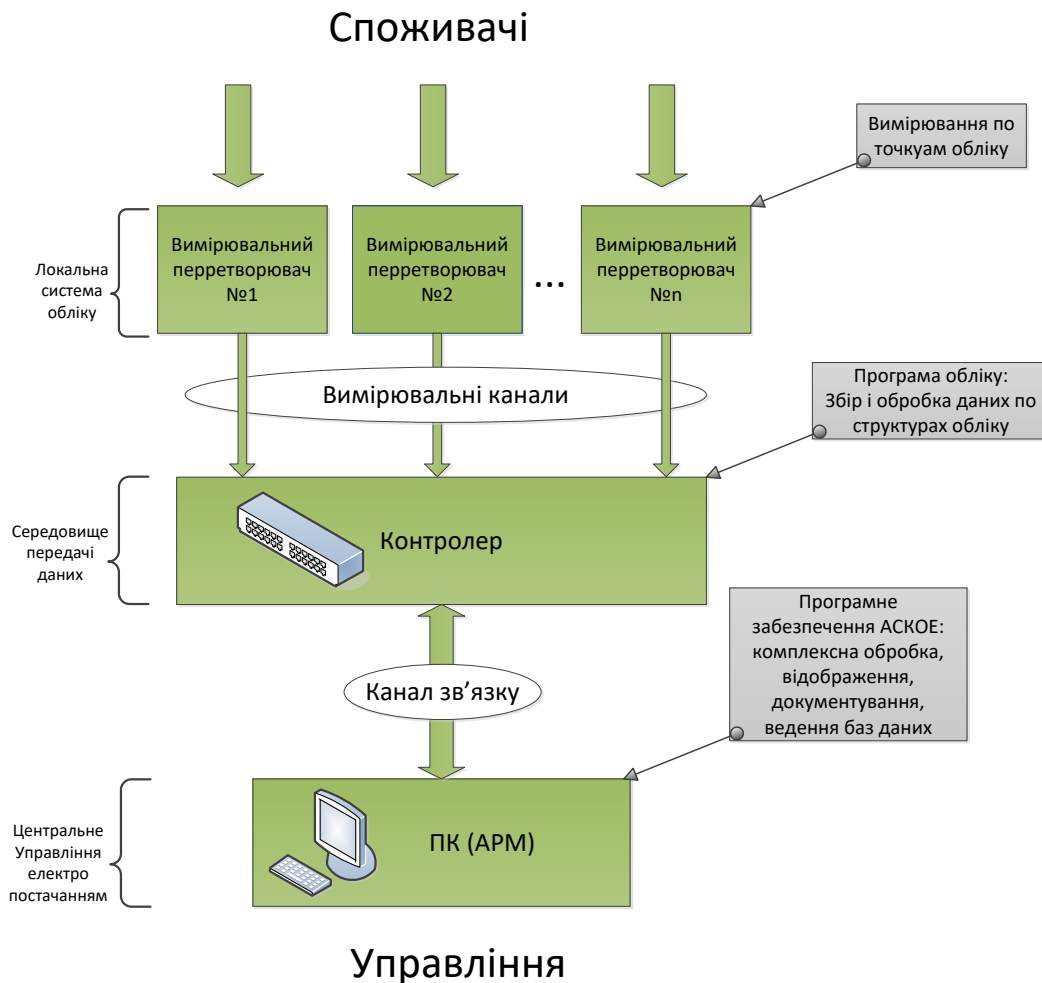 Споживачі
Вимірювання по
точкуам обліку
Локальна
система
обліку
Вимірювальний
перретворювач
№1
Вимірювальний
перретворювач
№2
...
Вимірювальний
перретворювач
№n
Вимірювальні канали
Програма обліку:
Збір і обробка даних по
структурах обліку
Середовище
передачі
даних
Контролер
Програмне
забезпечення АСКОЕ:
комплексна обробка,
відображення,
документування,
ведення баз даних
Канал зв’язку
Центральне
Управління
електро
постачанням
ПК (АРМ)
Управління